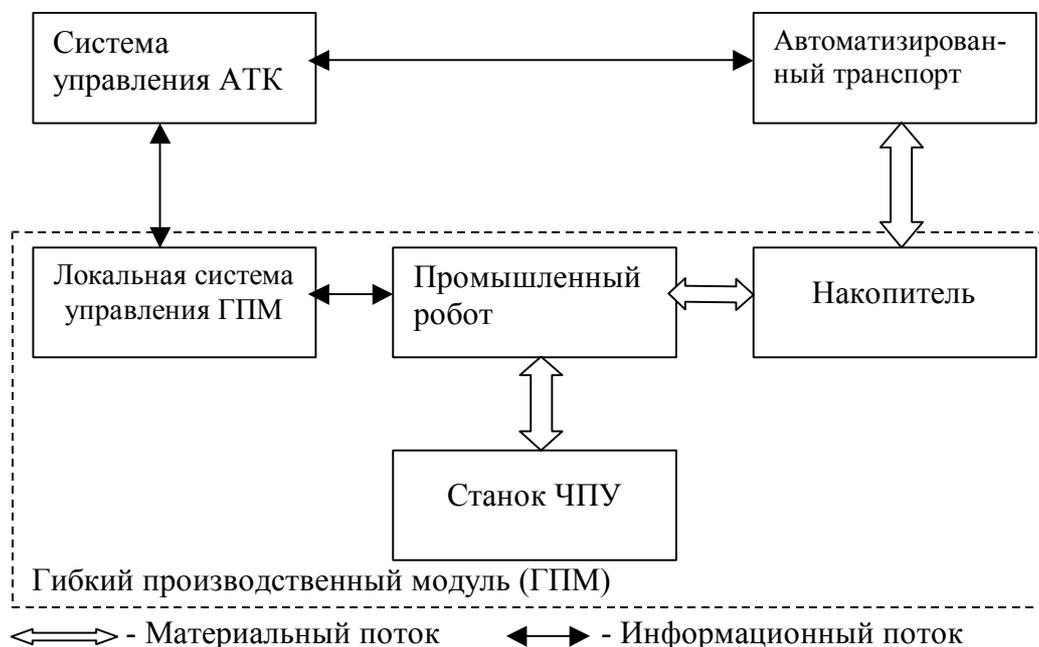 Система
управления АТК
Автоматизирован-
ный транспорт
Локальная система
управления ГПМ
Промышленный
робот
Накопитель
Станок ЧПУ
Гибкий производственный модуль (ГПМ)
- Материальный поток
- Информационный поток